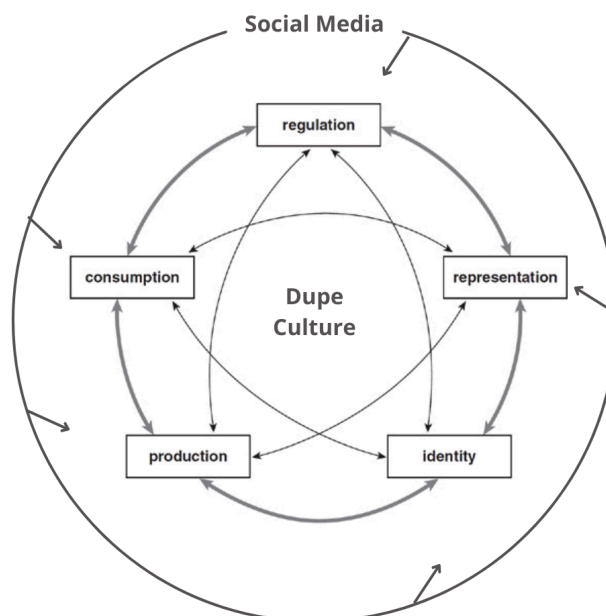 Social Media
regulation
consumption
representation
Dupe
Culture
production
identity